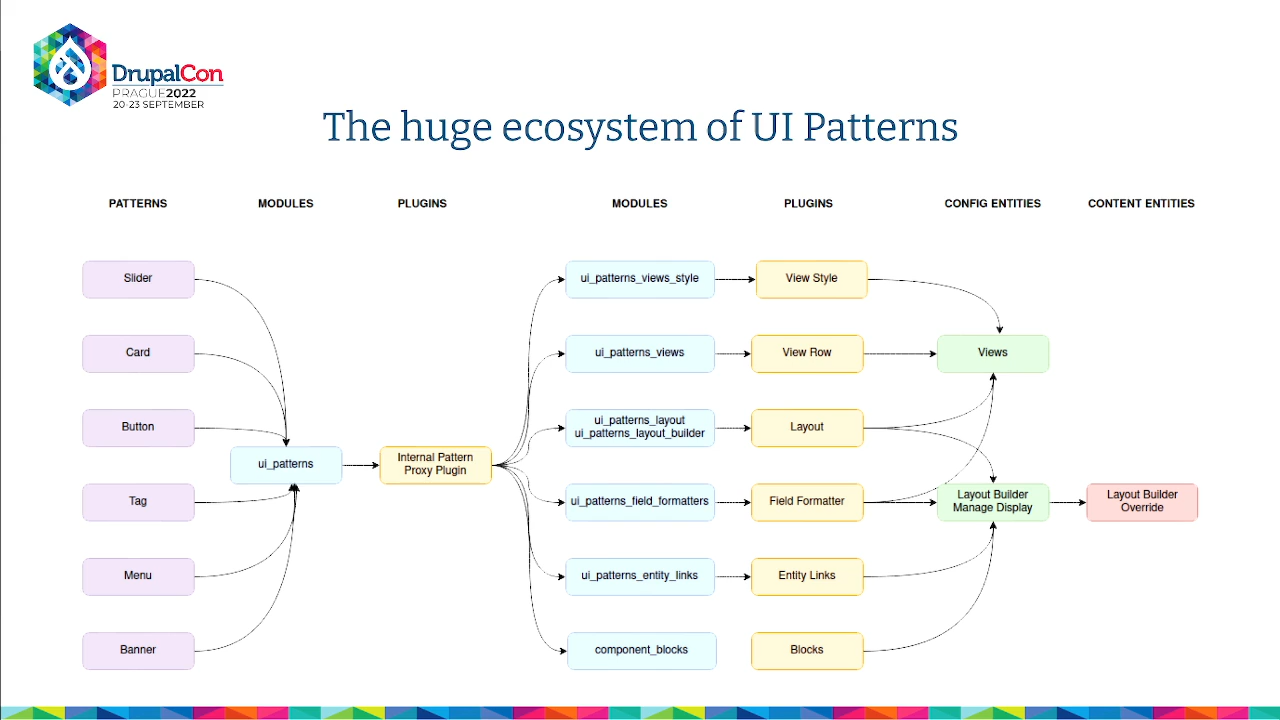 DrupalCon
PRAGUE2022
20-23 SEPTEMBER
The huge ecosystem of UI Patterns
PATTERNS MODULES PLUGINS MODULES PLUGINS CONFIG ENTITIES CONTENT ENTITIES
Slider
ui_patterns_views_style
View Style
Card
ui_patterns_views
View Row
Views
Button
ui_patterns_layout
ui_patterns_layout_builder
Layout
ui_patterns
Internal Pattern
Proxy Plugin
Tag
ui_patterns_field_formatters
Field Formatter
Layout Builder
Manage Display
Layout Builder
Override
Menu
ui_patterns_entity_links
Entity Links
Banner
component_blocks
Blocks